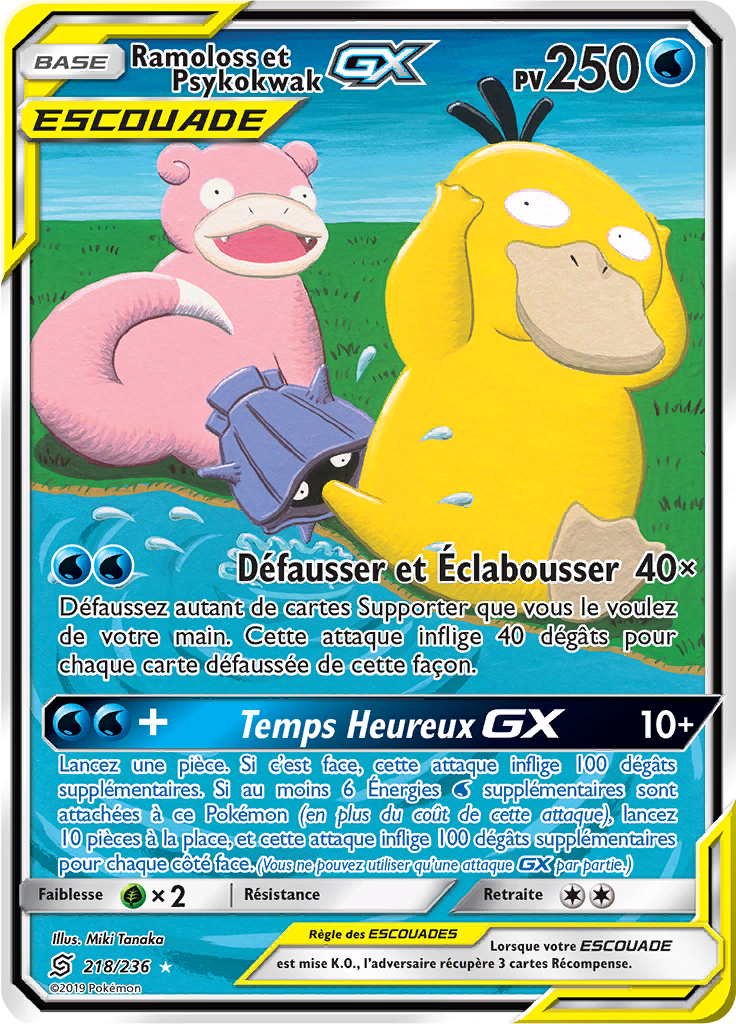 BASE
Ramoloss et
Psykokwak GX
PV 250
ESCOUADE
Défausser et Éclabousser 40×
Défaussez autant de cartes Supporter que vous le voulez
de votre main. Cette attaque inflige 40 dégâts pour
chaque carte défaussée de cette façon.
+ Temps Heureux GX 10+
Lancez une pièce. Si c'est face, cette attaque inflige 100 dégâts
supplémentaires. Si au moins 6 Énergies supplémentaires sont
attachées à ce Pokémon (en plus du coût de cette attaque), lancez
10 pièces à la place, et cette attaque inflige 100 dégâts supplémentaires
pour chaque côté face. (Vous ne pouvez utiliser qu'une attaque GX par partie.)
Faiblesse ×2 Résistance Retraite
Illus. Miki Tanaka
218/236
©2019 Pokémon
Règle des ESCOUADES
Lorsque votre ESCOUADE
est mise K.O., l'adversaire récupère 3 cartes Récompense.